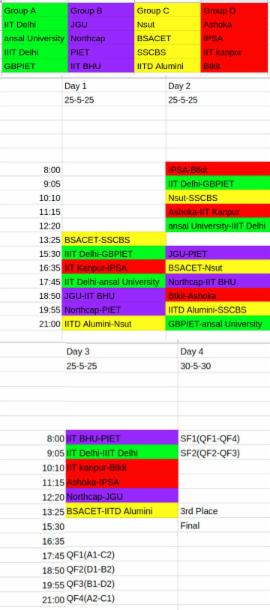 Group A Group B Group C Group D
IIT Delhi JGU Nsut Ashoka
ansal University Northcap BSACET IPSA
IIIT Delhi PIET SSCBS IIT kanpur
GBPIET IIT BHU IITD Alumini Btkit
Day 1 Day 2
25-5-25 25-5-25
8:00 IPSA-Btkit
9:05 IIT Delhi-GBPIET
10:10 Nsut-SSCBS
11:15 Ashoka-IIT Kanpur
12:20 ansal University-IIIT Delhi
13:25 BSACET-SSCBS
15:30 IIIT Delhi-GBPIET JGU-PIET
16:35 IIT Kanpur-IPSA BSACET-Nsut
17:45 IIT Delhi-ansal University Northcap-IIT BHU
18:50 JGU-IIT BHU Btkit-Ashoka
19:55 Northcap-PIET IITD Alumini-SSCBS
21:00 IITD Alumini-Nsut GBPIET-ansal University
Day 3 Day 4
25-5-25 30-5-30
8:00 IIT BHU-PIET SF1(QF1-QF4)
9:05 IIT Delhi-IIIT Delhi SF2(QF2-QF3)
10:10 IIT kanpur-Btkit
11:15 Ashoka-IPSA
12:20 Northcap-JGU
13:25 BSACET-IITD Alumini 3rd Place
15:30 Final
16:35
17:45 QF1(A1-C2)
18:50 QF2(D1-B2)
19:55 QF3(B1-D2)
21:00 QF4(A2-C1)